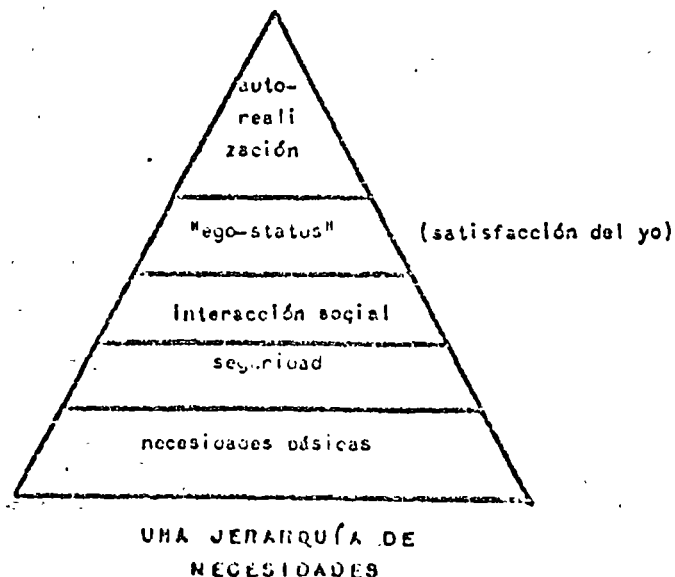 auto-
reali
zación
"ego-status" (satisfacción del yo)
interacción social
seguridad
necesidades básicas
UNA JERARQUÍA DE
NECESIDADES